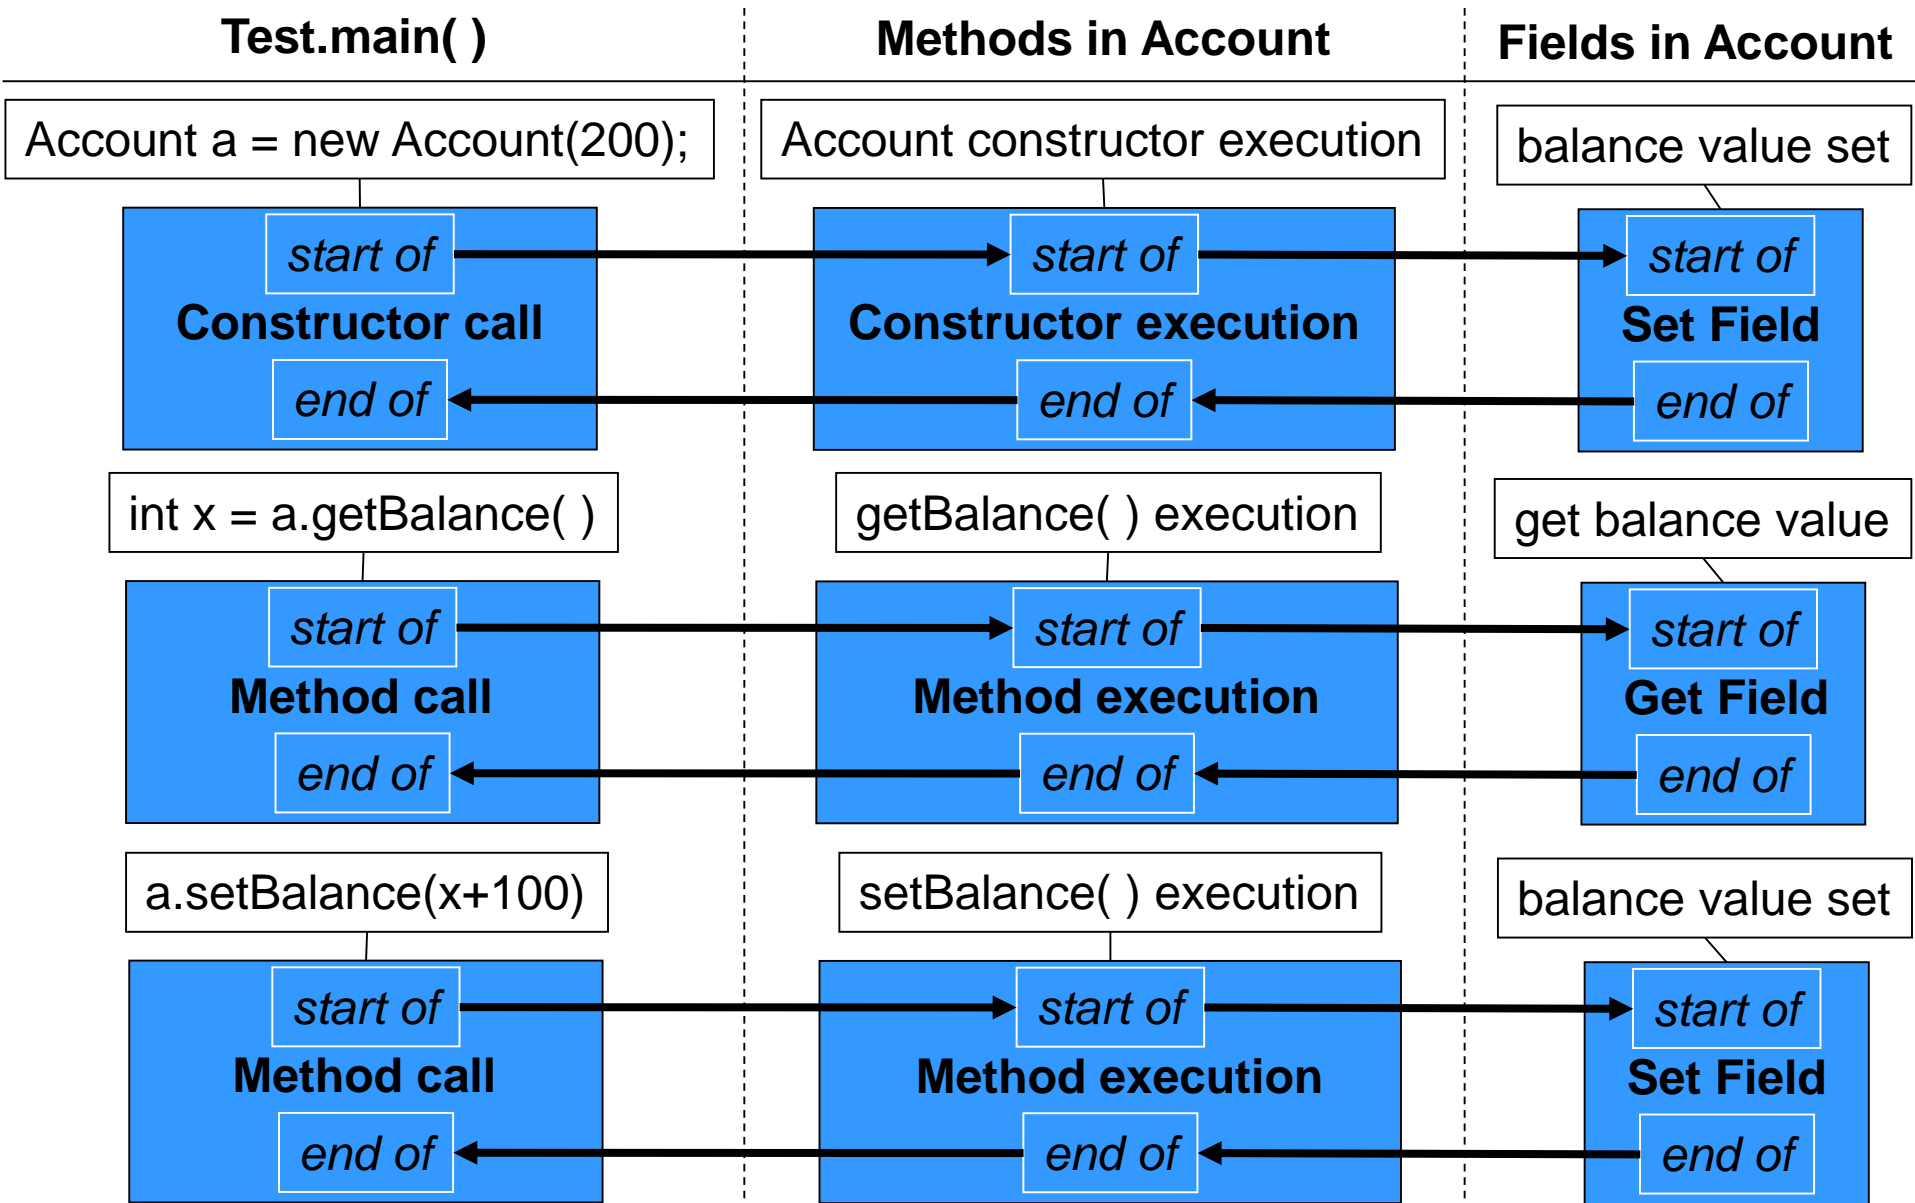 Test.main( )
Methods in Account
Fields in Account
Account a = new Account(200);
Account constructor execution
balance value set
start of
start of
start of
Constructor call
Constructor execution
Set Field
end of
end of
end of
int x = a.getBalance( )
getBalance( ) execution
get balance value
start of
start of
start of
Method call
Method execution
Get Field
end of
end of
end of
a.setBalance(x+100)
setBalance( ) execution
balance value set
start of
start of
start of
Method call
Method execution
Set Field
end of
end of
end of